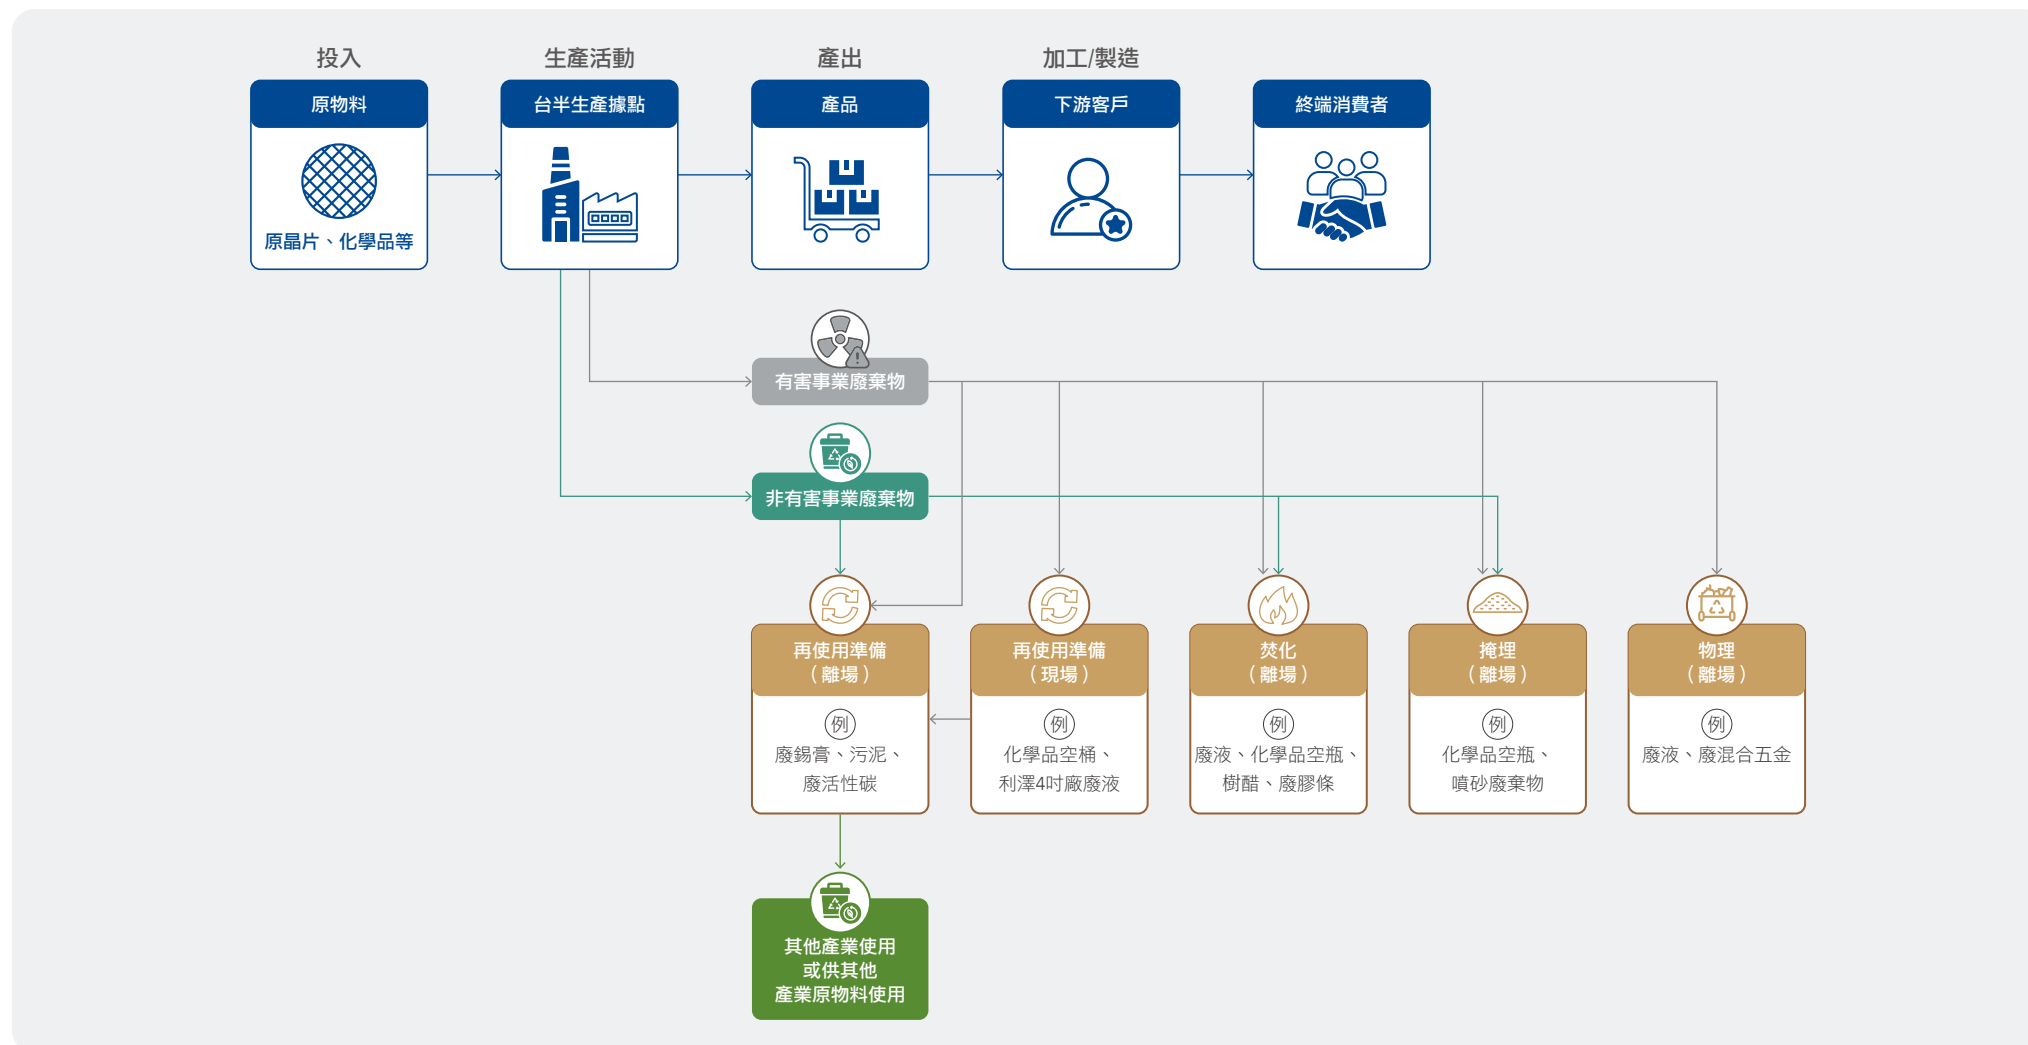 投入
生產活動
產出
加工/製造
原物料
台半生產據點
產品
下游客戶
終端消費者
原晶片、化學品等
有害事業廢棄物
非有害事業廢棄物
再使用準備
（離場）
再使用準備
（現場）
焚化
（離場）
掩埋
（離場）
物理
（離場）
例
廢錫膏、污泥、
廢活性碳
例
化學品空桶、
利澤4吋廠廢液
例
廢液、化學品空瓶、
樹醋、廢膠條
例
化學品空瓶、
噴砂廢棄物
例
廢液、廢混合五金
其他產業使用
或供其他
產業原物料使用